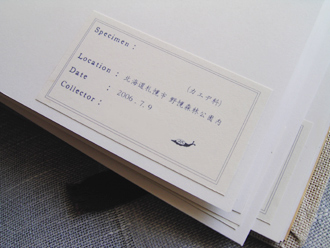 Specimen :
(カエデ科)
Location : 北海道札幌市 野幌森林公園内
Date : 2006. 7. 9
Collector :